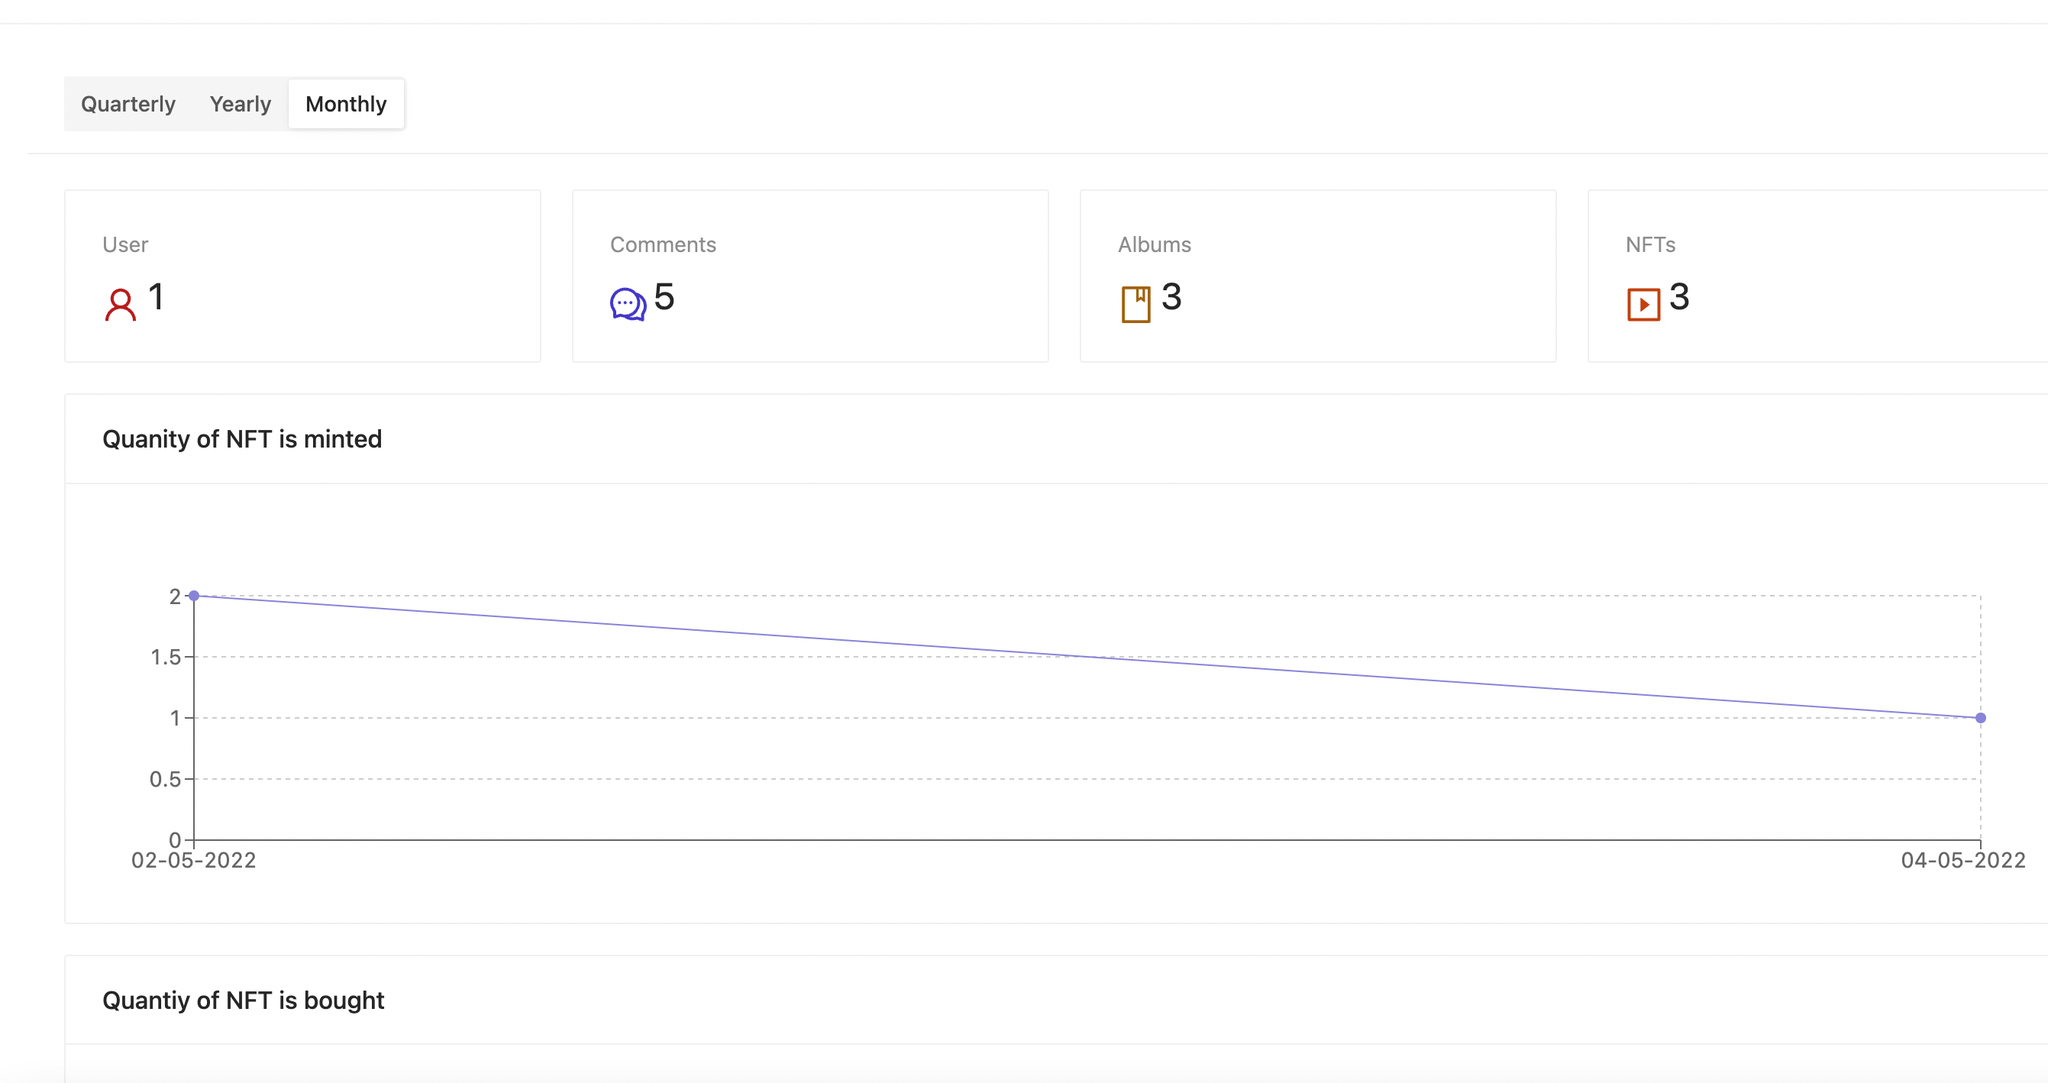 Quarterly Yearly Monthly
User Comments Albums NFTs
1 5 3 3
Quanity of NFT is minted
2
1.5
1
0.5
0
02-05-2022 04-05-2022
Quantiy of NFT is bought